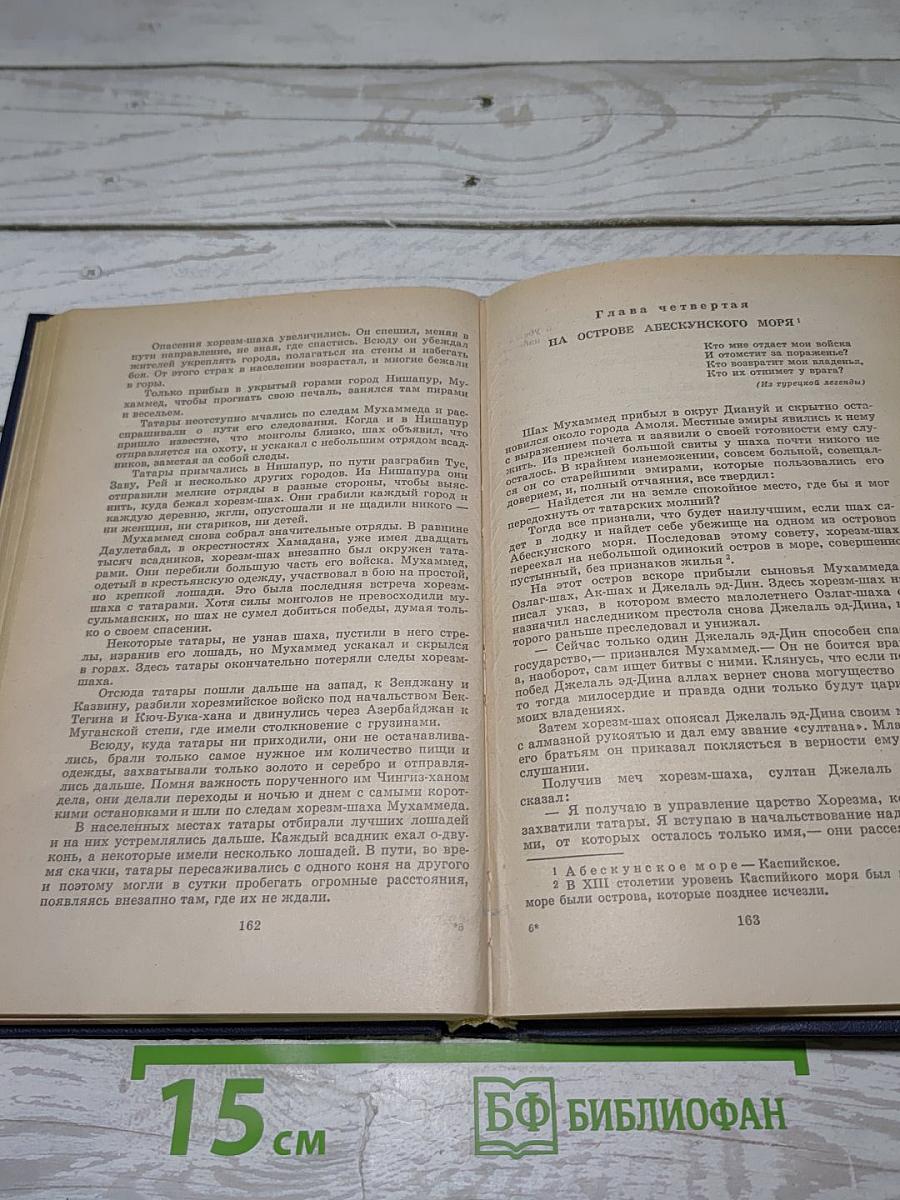 Опасения хорезм-шаха увеличились. Он спешил, меняя в
пути направление, не зная, где спастись. Всюду он убеждал
жителей укреплять города, полагаться на стены и избегать
боя. От этого страх в населении возрастал, и многие бежали
в горы.
Только прибыв в укрытый горами город Нишапур, Му-
хаммед, чтобы прогнать свою печаль, занялся там пирами
и весельем.
Татары неотступно мчались по следам Мухаммеда и рас-
спрашивали о пути его следования. Когда и в Нишапур
пришло известие, что монголы близко, шах объявил, что
отправляется на охоту, и ускакал с небольшим отрядом всад-
ников, заметая за собой следы.
Татары примчались в Нишапур, по пути разграбив Тус,
Заву, Рей и несколько других городов. Из Нишапура они
отправили мелкие отряды в разные стороны, чтобы выяс-
нить, куда бежал хорезм-шах. Они грабили каждый город и
каждую деревню, жгли, опустошали и не щадили никого —
ни женщин, ни стариков, ни детей.
Мухаммед снова собрал значительные отряды. В равнине
Даулетабад, в окрестностях Хамадана, уже имея двадцать
тысяч всадников, хорезм-шах внезапно был окружен тата-
рами. Они перебили большую часть его войска. Мухаммед,
одетый в крестьянскую одежду, участвовал в бою на простой,
но крепкой лошади. Это была последняя встреча хорезм-
шаха с татарами. Хотя силы монголов не превосходили му-
сульманских, но шах не сумел добиться победы, думая толь-
ко о своем спасении.
Некоторые татары, не узнав шаха, пустили в него стре-
лы, изранив его лошадь, но Мухаммед ускакал и скрылся
в горах. Здесь татары окончательно потеряли следы хорезм-
шаха.
Отсюда татары пошли дальше на запад, к Зенджану и
Казвину, разбили хорезмийское войско под начальством Бек-
Тегина и Кюч-Бука-хана и двинулись через Азербайджан к
Муганской степи, где имели столкновение с грузинами.
Всюду, куда татары ни приходили, они не останавлива-
лись, брали только самое нужное им количество пищи и
одежды, захватывали только золото и серебро и отправля-
лись дальше. Помня важность порученного им Чингиз-ханом
дела, они делали переходы и ночью и днем с самыми корот-
кими остановками и шли по следам хорезм-шаха Мухаммеда.
В населенных местах татары отбирали лучших лошадей
и на них устремлялись дальше. Каждый всадник ехал о-дву-
конь, а некоторые имели несколько лошадей. В пути, во вре-
мя скачки, татары пересаживались с одного коня на другого
и поэтому могли в сутки пробегать огромные расстояния,
появляясь внезапно там, где их не ждали.
162
Глава четвертая
НА ОСТРОВЕ АБЕСКУНСКОГО МОРЯ 1
Кто мне отдаст мои войска
И отомстит за пораженье?
Кто возвратит мои владенья,
Кто их отнимет у врага?
(Из турецкой легенды)
Шах Мухаммед прибыл в округ Диануй и скрытно оста-
новился около города Амоля. Местные эмиры явились к нему
с выражением почета и заявили о своей готовности ему слу-
жить. Из прежней большой свиты у шаха почти никого не
осталось. В крайнем изнеможении, совсем больной, совещал-
ся он со старейшими эмирами, которые пользовались его
доверием, и, полный отчаяния, все твердил:
— Найдется ли на земле спокойное место, где бы я мог
передохнуть от татарских молний?
Тогда все признали, что будет наилучшим, если шах ся-
дет в лодку и найдет себе убежище на одном из островов
Абескунского моря. Последовав этому совету, хорезм-шах
переехал на небольшой одинокий остров в море, совершенно
пустынный, без признаков жилья 2.
На этот остров вскоре прибыли сыновья Мухаммеда
Озлаг-шах, Ак-шах и Джелаль эд-Дин. Здесь хорезм-шах
писал указ, в котором вместо малолетнего Озлаг-шаха
назначил наследником престола снова Джелаль эд-Дина,
торого раньше преследовал и унижал.
— Сейчас только один Джелаль эд-Дин способен
государство,— признался Мухаммед.— Он не боится
а, наоборот, сам ищет битвы с ними. Клянусь, что если
побед Джелаль эд-Дина аллах вернет снова могущество
то тогда милосердие и правда одни только будут
моих владениях.
Затем хорезм-шах опоясал Джелаль эд-Дина своим
с алмазной рукоятью и дал ему звание «султана».
его братьям он приказал поклясться в верности ему
слушании.
Получив меч хорезм-шаха, султан Джелаль
сказал:
— Я получаю в управление царство Хорезма,
захватили татары. Я вступаю в начальствование
ми, от которых осталось только имя,— они
1 Абескунское море — Каспийское.
2 В XIII столетии уровень Каспийкого моря был
море были острова, которые позднее исчезли.
6*
163
15 см
БФ БИБЛИОФАН